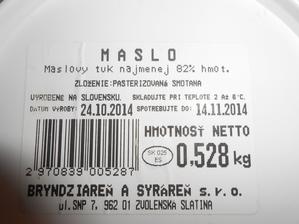 MASLO
Máslový tuk najmenej 82% hmot.
ZLOŽENIE:PASTERIZOVANÁ SMOTANA
VYROBENÉ NA SLOVENSKU. SKLADUJTE PRI TEPLOTE 2 AŽ 6°C.
DÁTUM VÝROBY: 24.10.2014 SPOTREBUJTE DO: 14.11.2014
HMOTNOSŤ NETTO
SK 025 ES
0,528 kg
2 970839 005287
BRYNDZIAREŇ A SYRÁREŇ s.r.o.
ul.SNP 7, 962 01 ZVOLENSKÁ SLATINA